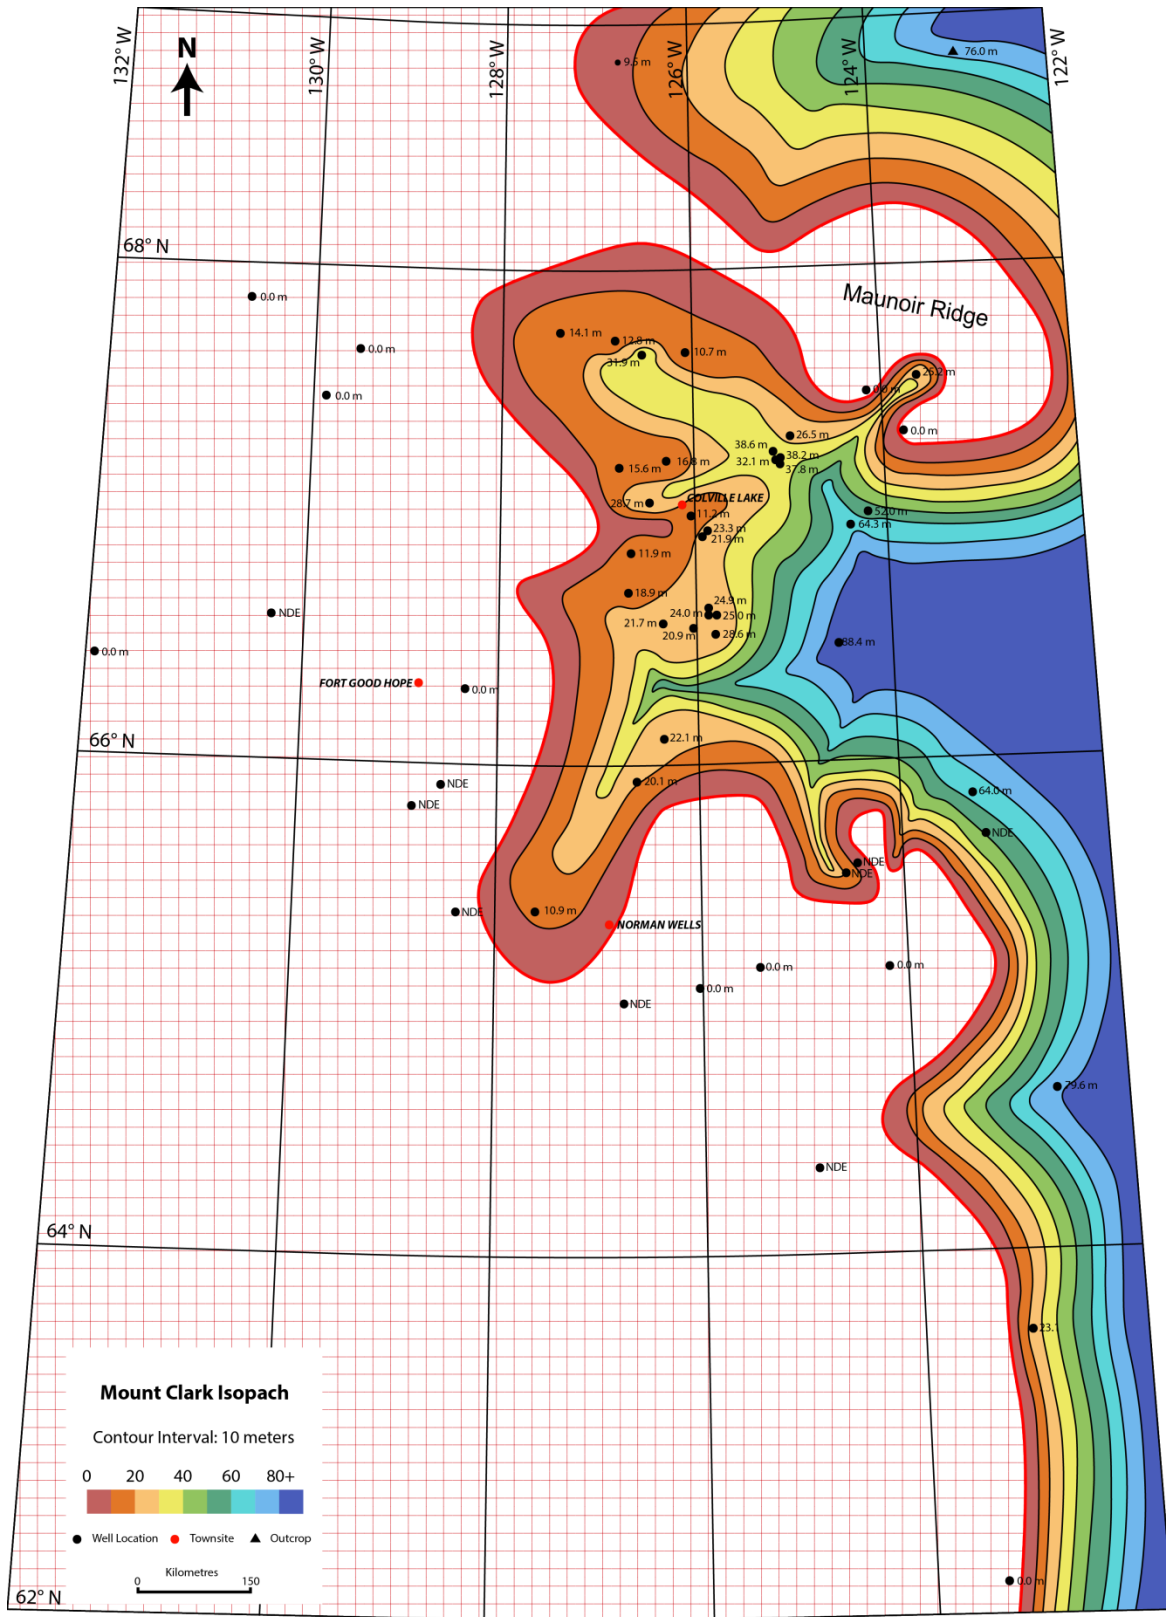 N
132° W
130° W
128° W
126° W
124° W
122° W
76.0 m
9.5 m
68° N
Maunoir Ridge
0.0 m
0.0 m
0.0 m
14.1 m
12.8 m
31.9 m
10.7 m
25.2 m
0.0 m
0.0 m
26.5 m
38.6 m
38.2 m
32.1 m
37.8 m
15.6 m
16.8 m
28.7 m
COLVILLE LAKE
11.2 m
23.3 m
21.9 m
52.0 m
64.3 m
11.9 m
18.9 m
24.9 m
24.0 m
25.0 m
21.7 m
20.9 m
28.6 m
88.4 m
NDE
0.0 m
FORT GOOD HOPE
0.0 m
66° N
22.1 m
20.1 m
NDE
NDE
64.0 m
NDE
NDE
NDE
NDE
10.9 m
NORMAN WELLS
0.0 m
0.0 m
0.0 m
NDE
79.6 m
NDE
64° N
23.1
Mount Clark Isopach
Contour Interval: 10 meters
0 20 40 60 80+
Well Location Townsite Outcrop
Kilometres
0 150
0.0 m
62° N